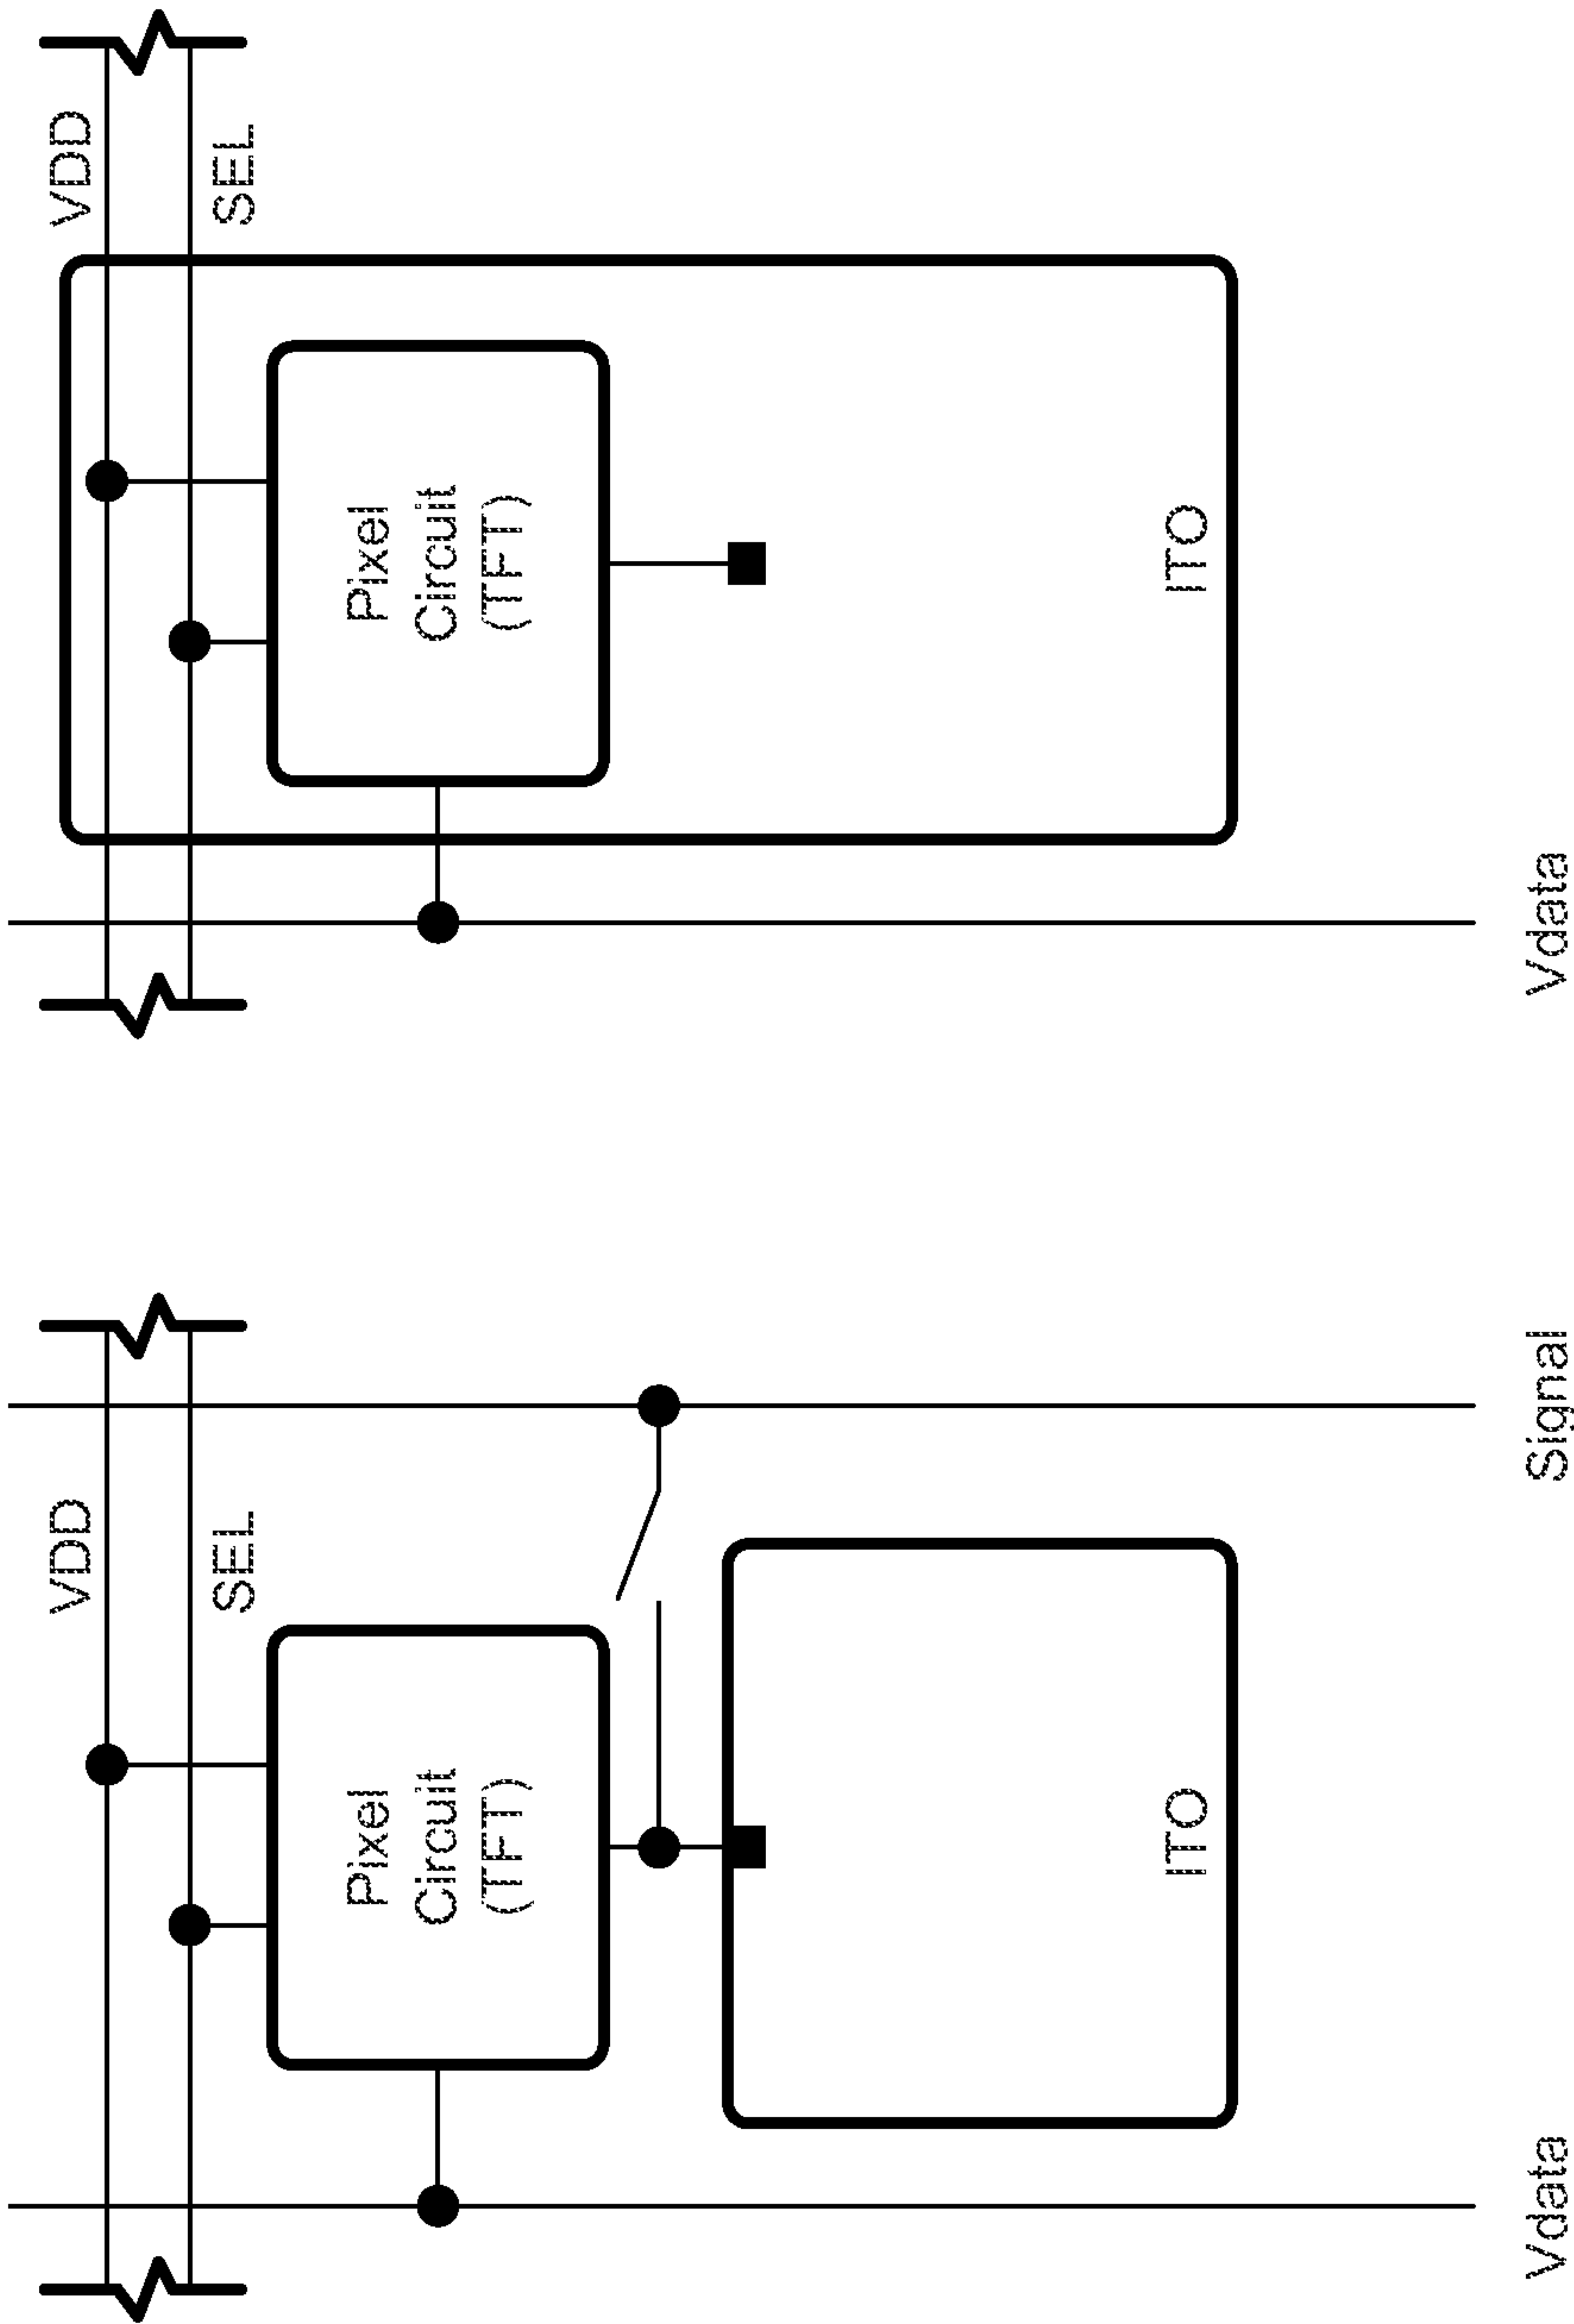 VDD
SEL
Pixel
Circuit
(TFT)
ITO
Vdata
Signal
VDD
SEL
Pixel
Circuit
(TFT)
ITO
Vdata